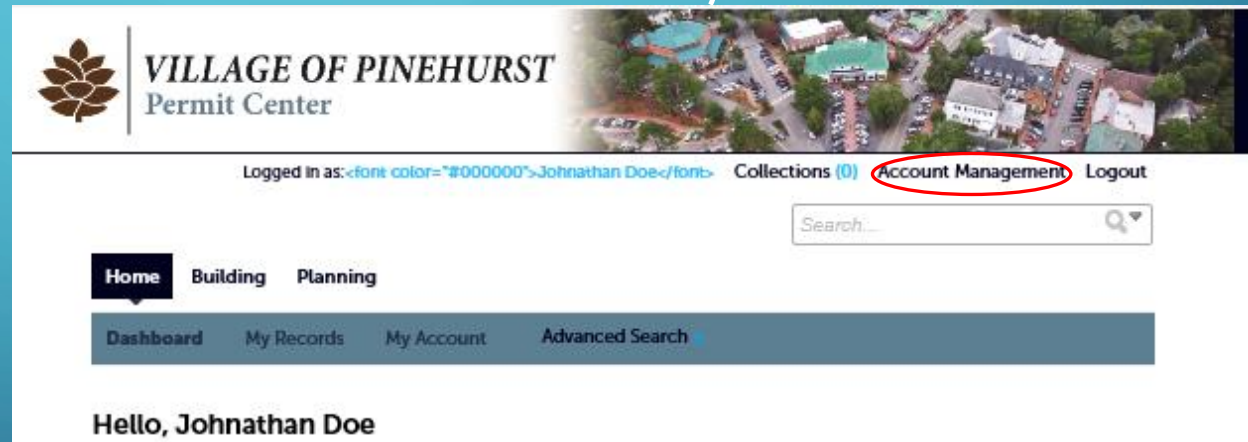 VILLAGE OF PINEHURST
Permit Center
Logged in as:<font color="#000000">Johnathan Doe</font> Collections (0) Account Management Logout
Search...
Home Building Planning
Dashboard My Records My Account Advanced Search
Hello, Johnathan Doe